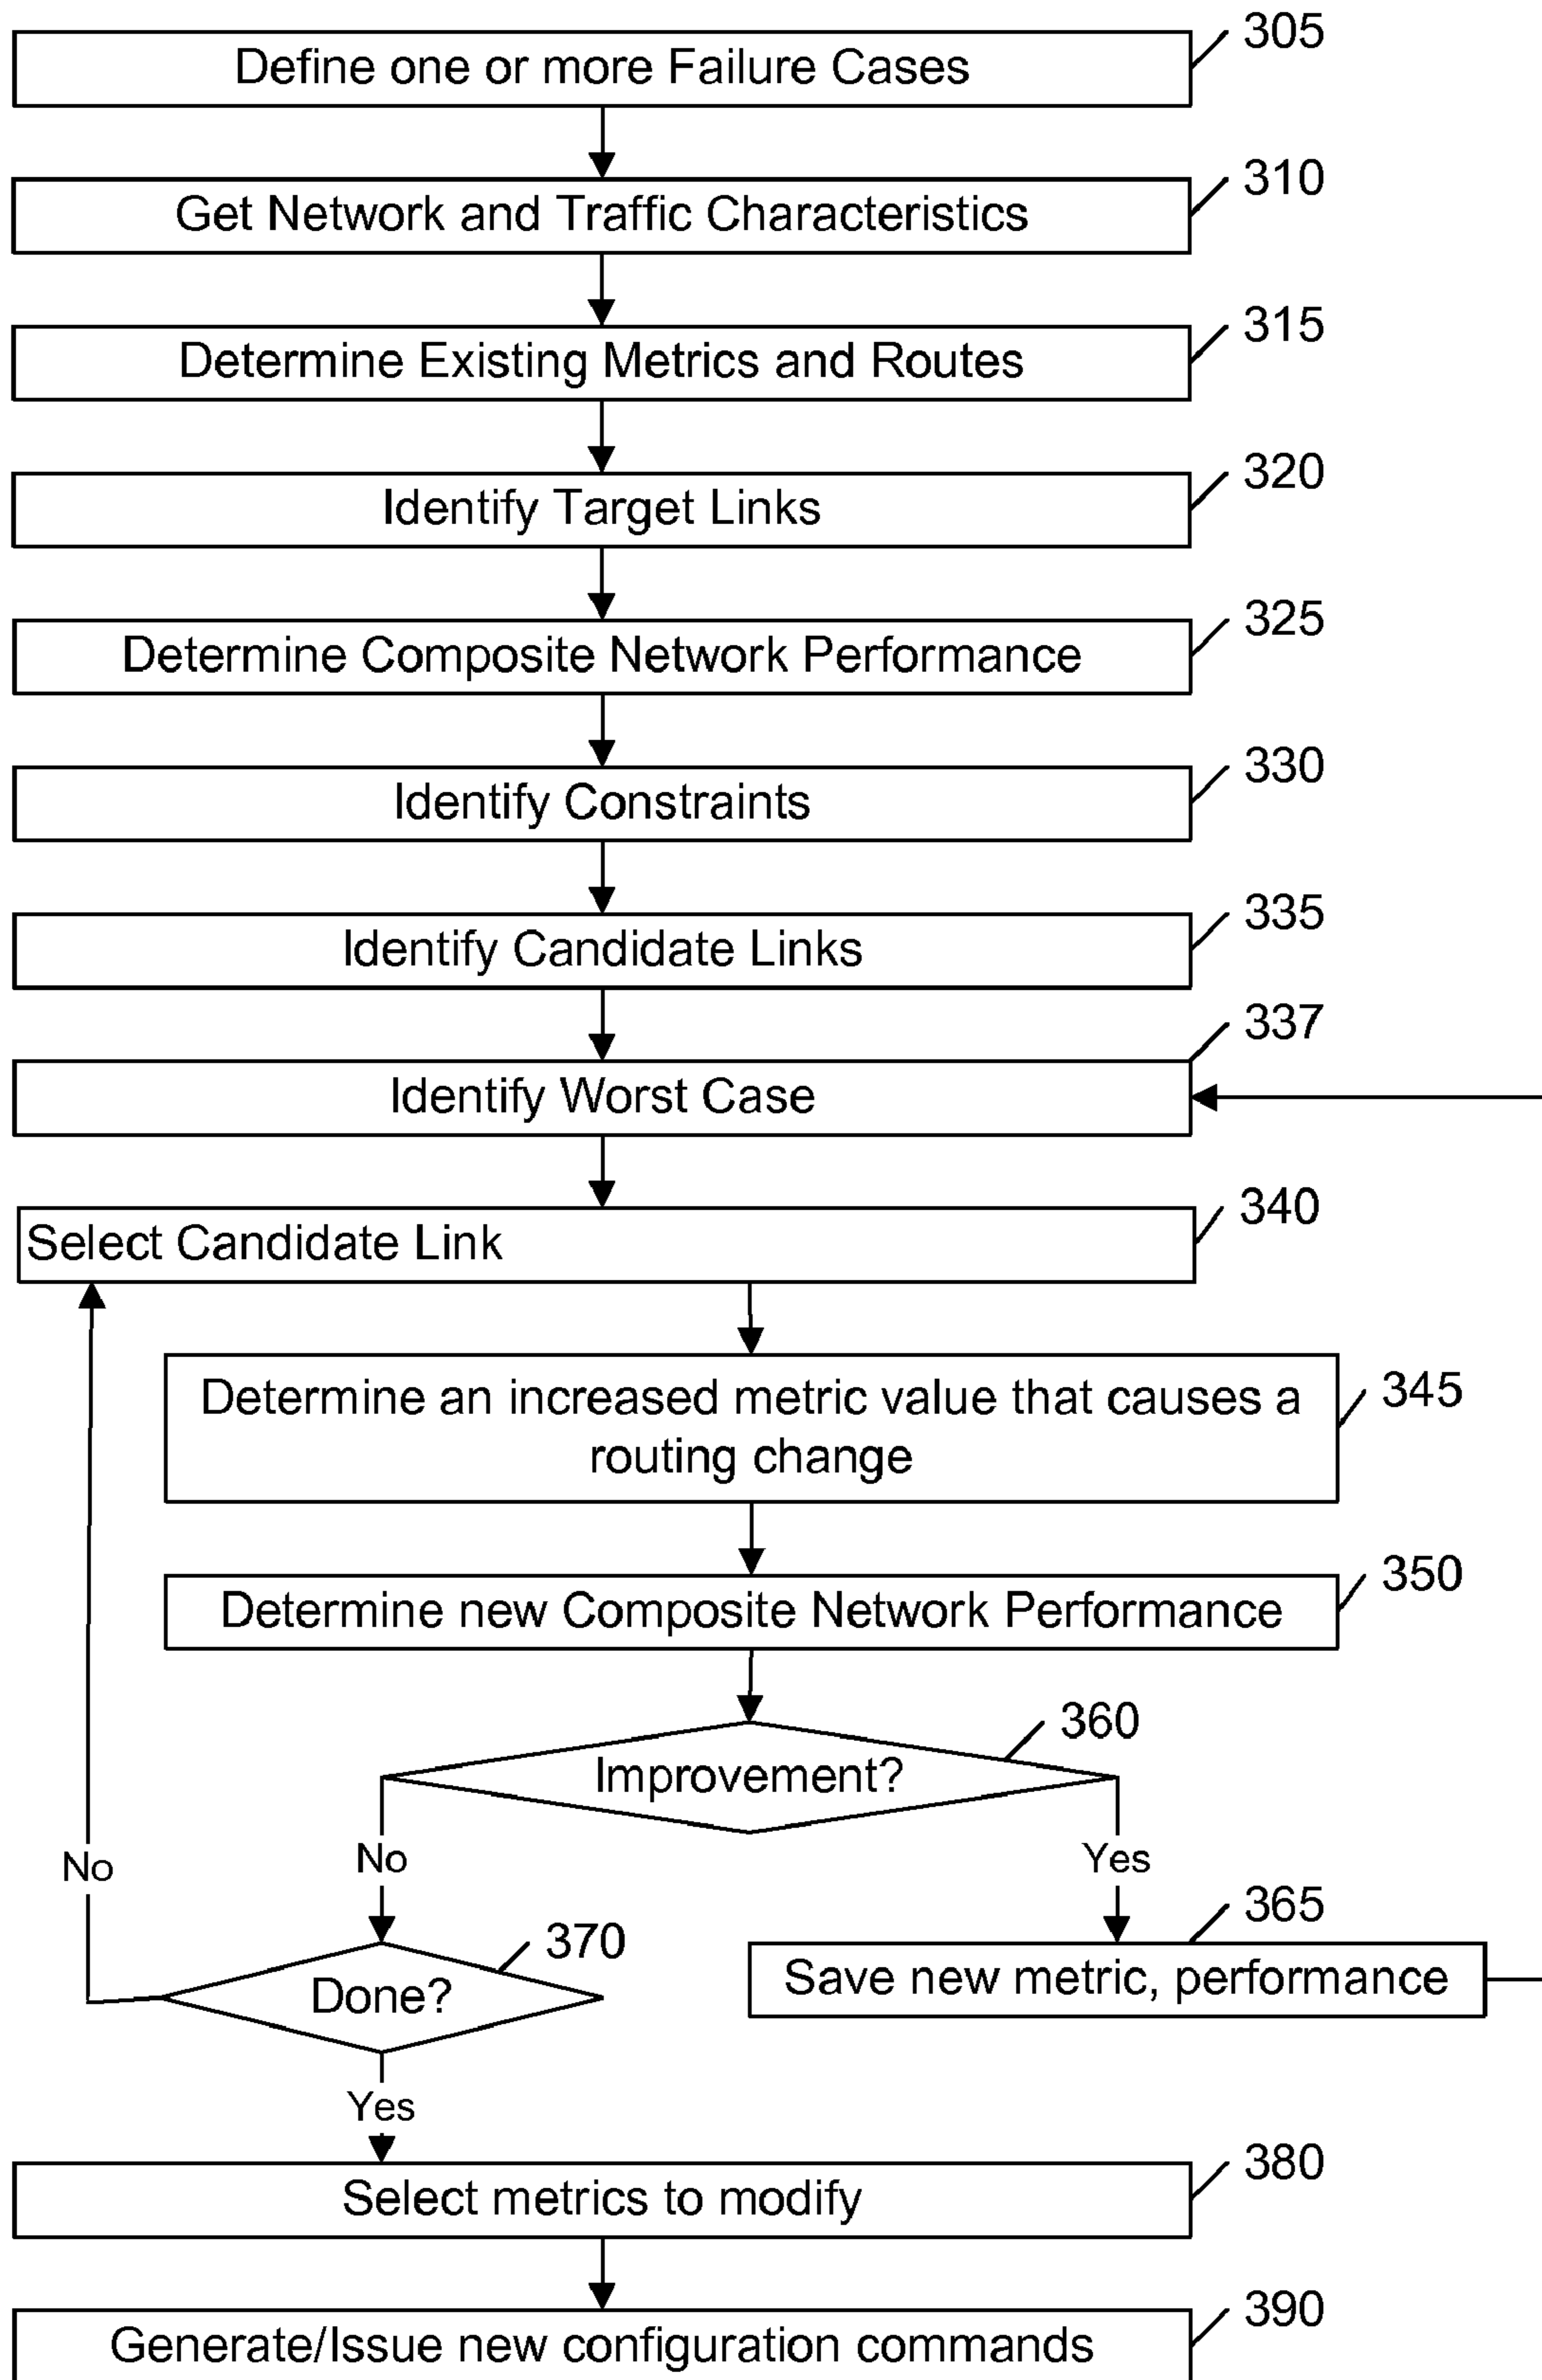 305
Define one or more Failure Cases
310
Get Network and Traffic Characteristics
315
Determine Existing Metrics and Routes
320
Identify Target Links
325
Determine Composite Network Performance
330
Identify Constraints
335
Identify Candidate Links
337
Identify Worst Case
340
Select Candidate Link
345
Determine an increased metric value that causes a
routing change
350
Determine new Composite Network Performance
360
Improvement?
No
No
Yes
365
370
Save new metric, performance
Done?
Yes
380
Select metrics to modify
390
Generate/Issue new configuration commands